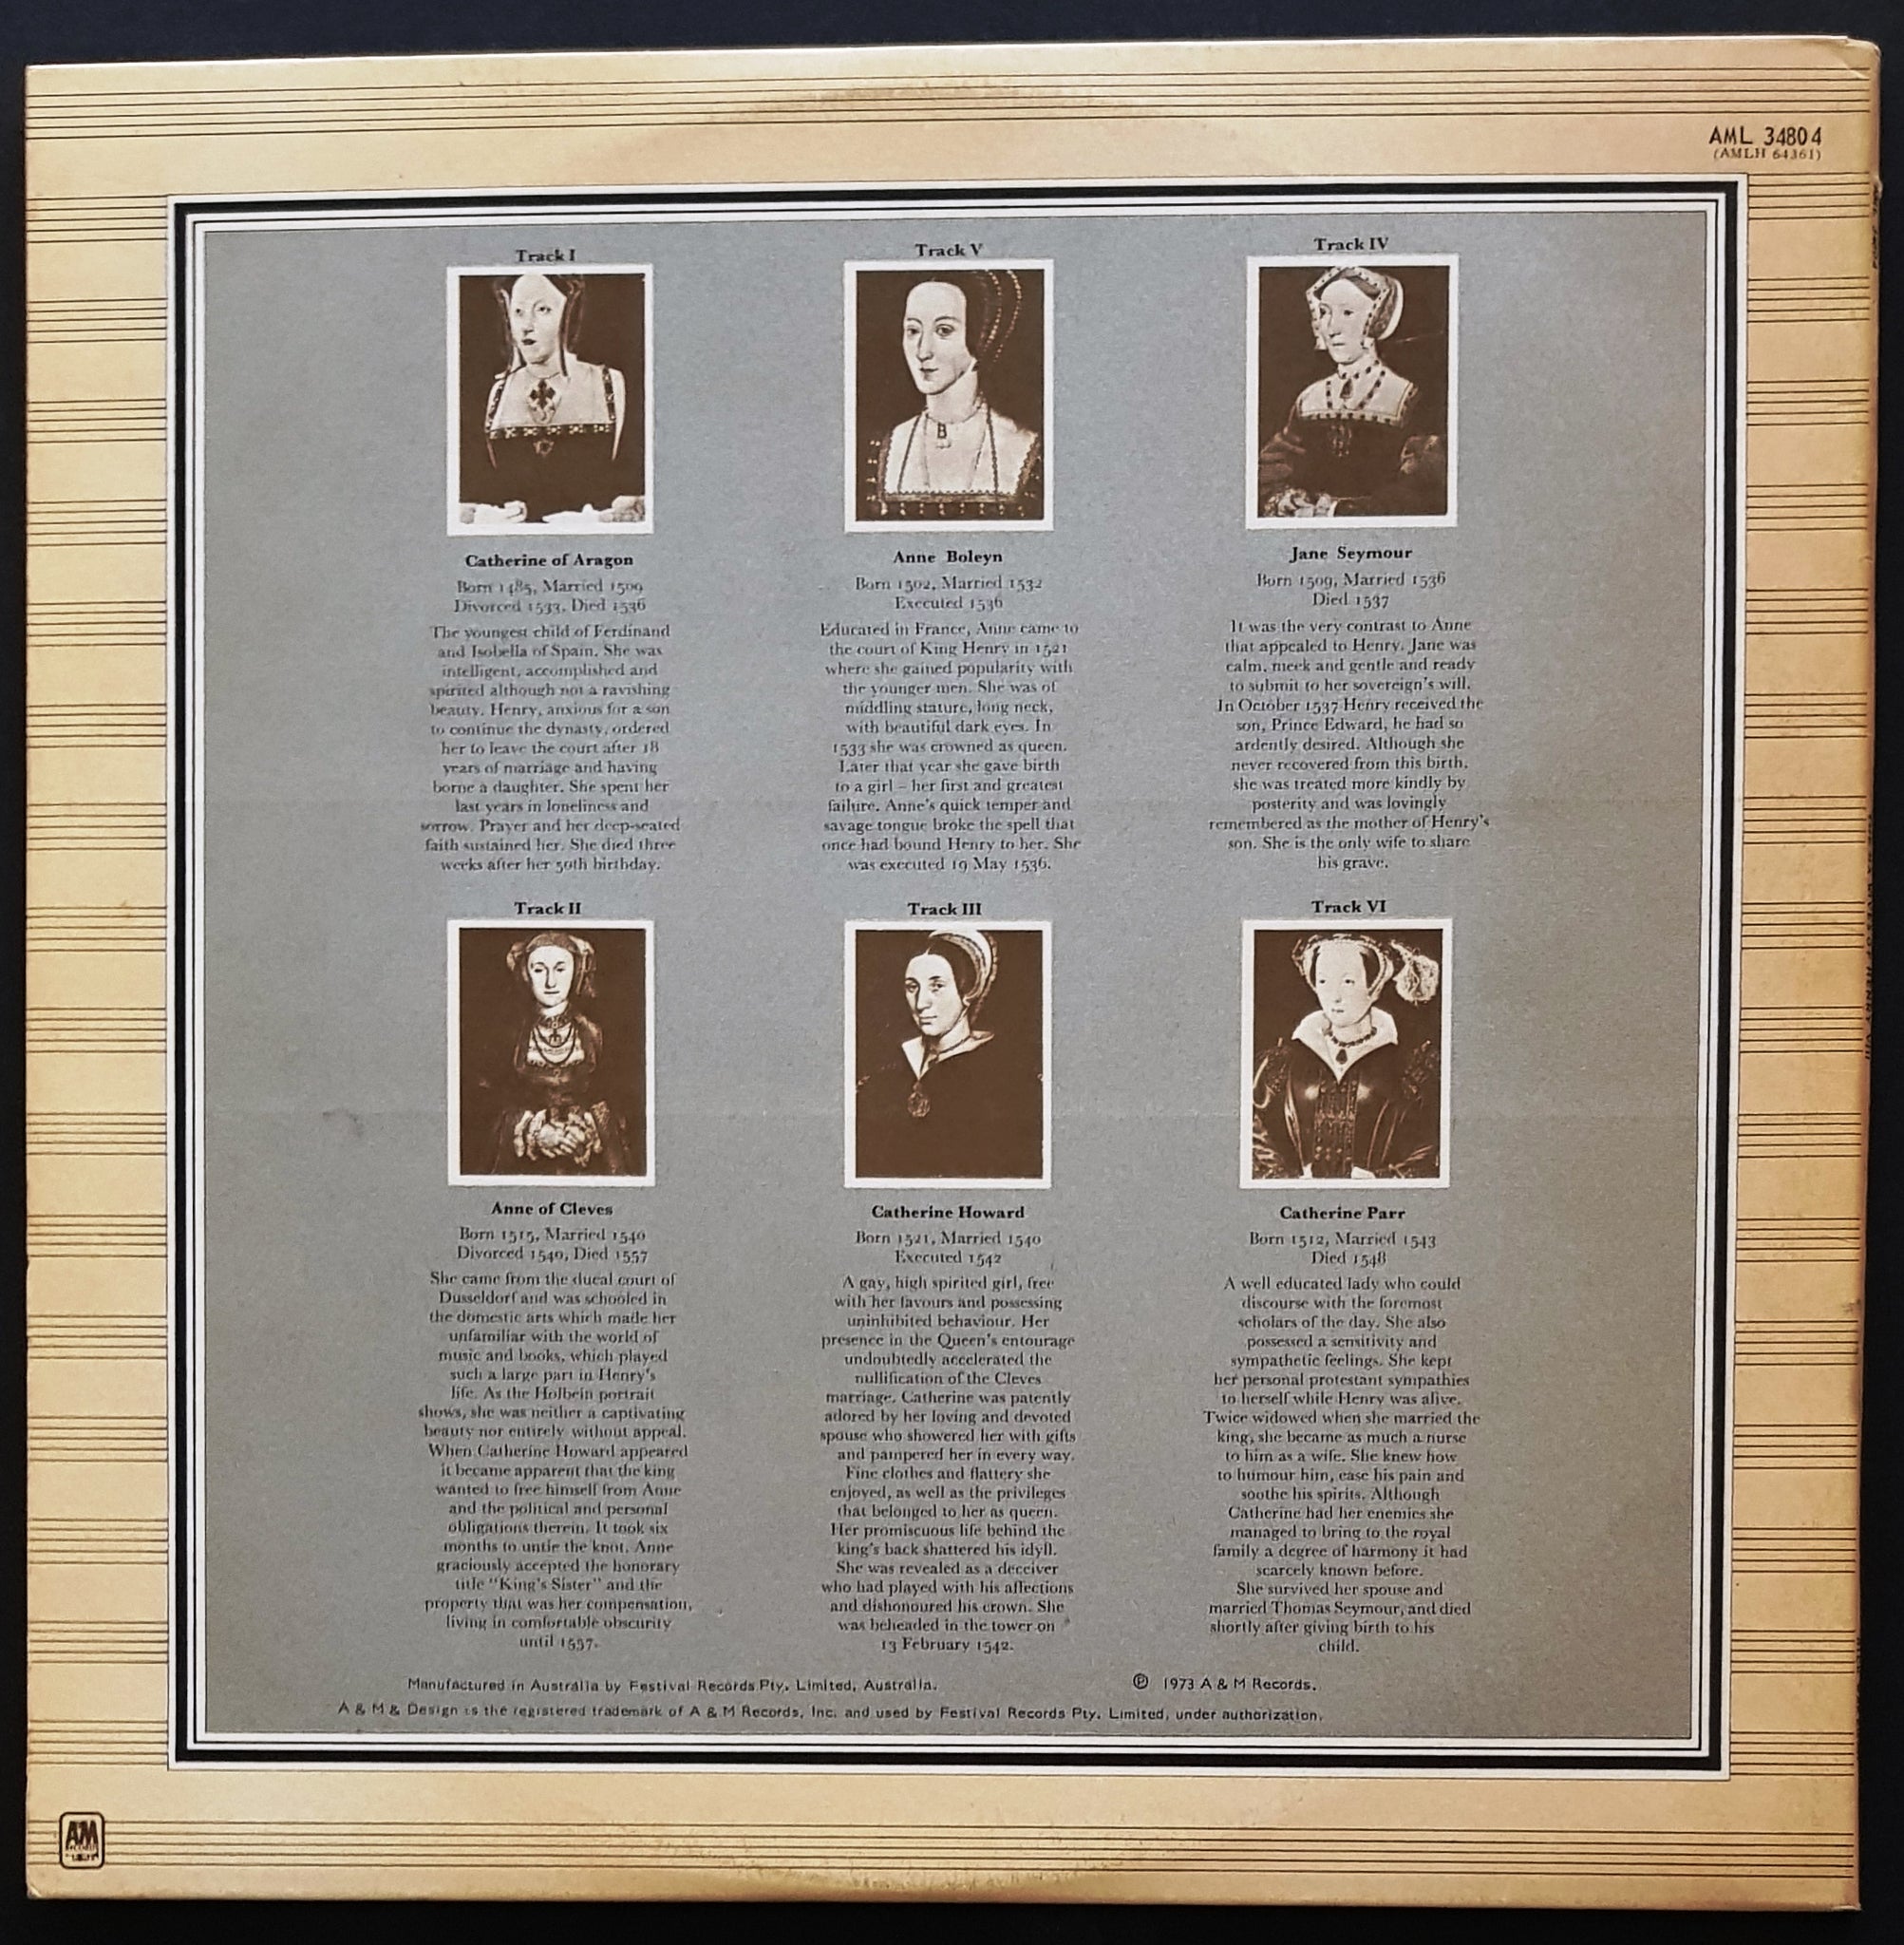 AML 34804
(AMLH 64361)
Track I
Catherine of Aragon
Born 1485, Married 1509
Divorced 1533, Died 1536
The youngest child of Ferdinand
and Isobella of Spain. She was
intelligent, accomplished and
spirited although not a ravishing
beauty. Henry, anxious for a son
to continue the dynasty, ordered
her to leave the court after 18
years of marriage and having
borne a daughter. She spent her
last years in loneliness and
sorrow. Prayer and her deep-seated
faith sustained her. She died three
weeks after her 50th birthday.
Track V
B
Anne Boleyn
Born 1502, Married 1532
Executed 1536
Educated in France, Anne came to
the court of King Henry in 1521
where she gained popularity with
the younger men. She was of
middling stature, long neck,
with beautiful dark eyes. In
1533 she was crowned as queen.
Later that year she gave birth
to a girl – her first and greatest
failure. Anne's quick temper and
savage tongue broke the spell that
once had bound Henry to her. She
was executed 19 May 1536.
Track IV
Jane Seymour
Born 1509, Married 1536
Died 1537
It was the very contrast to Anne
that appealed to Henry. Jane was
calm, meek and gentle and ready
to submit to her sovereign's will.
In October 1537 Henry received the
son, Prince Edward, he had so
ardently desired. Although she
never recovered from this birth,
she was treated more kindly by
posterity and was lovingly
remembered as the mother of Henry's
son. She is the only wife to share
his grave.
Track II
Anne of Cleves
Born 1515, Married 1540
Divorced 1540, Died 1557
She came from the ducal court of
Dusseldorf and was schooled in
the domestic arts which made her
unfamiliar with the world of
music and books, which played
such a large part in Henry's
life. As the Holbein portrait
shows, she was neither a captivating
beauty nor entirely without appeal.
When Catherine Howard appeared
it became apparent that the king
wanted to free himself from Anne
and the political and personal
obligations therein. It took six
months to untie the knot. Anne
graciously accepted the honorary
title "King's Sister" and the
property that was her compensation,
living in comfortable obscurity
until 1557.
Track III
Catherine Howard
Born 1521, Married 1540
Executed 1542
A gay, high spirited girl, free
with her favours and possessing
uninhibited behaviour. Her
presence in the Queen's entourage
undoubtedly accelerated the
nullification of the Cleves
marriage. Catherine was patently
adored by her loving and devoted
spouse who showered her with gifts
and pampered her in every way.
Fine clothes and flattery she
enjoyed, as well as the privileges
that belonged to her as queen.
Her promiscuous life behind the
king's back shattered his idyll.
She was revealed as a deceiver
who had played with his affections
and dishonoured his crown. She
was beheaded in the tower on
13 February 1542.
Track VI
Catherine Parr
Born 1512, Married 1543
Died 1548
A well educated lady who could
discourse with the foremost
scholars of the day. She also
possessed a sensitivity and
sympathetic feelings. She kept
her personal protestant sympathies
to herself while Henry was alive.
Twice widowed when she married the
king, she became as much a nurse
to him as a wife. She knew how
to humour him, ease his pain and
soothe his spirits. Although
Catherine had her enemies she
managed to bring to the royal
family a degree of harmony it had
scarcely known before.
She survived her spouse and
married Thomas Seymour, and died
shortly after giving birth to his
child.
Manufactured in Australia by Festival Records Pty. Limited, Australia.
Ⓟ 1973 A & M Records.
A & M & Design is the registered trademark of A & M Records, Inc. and used by Festival Records Pty. Limited, under authorization.
AM